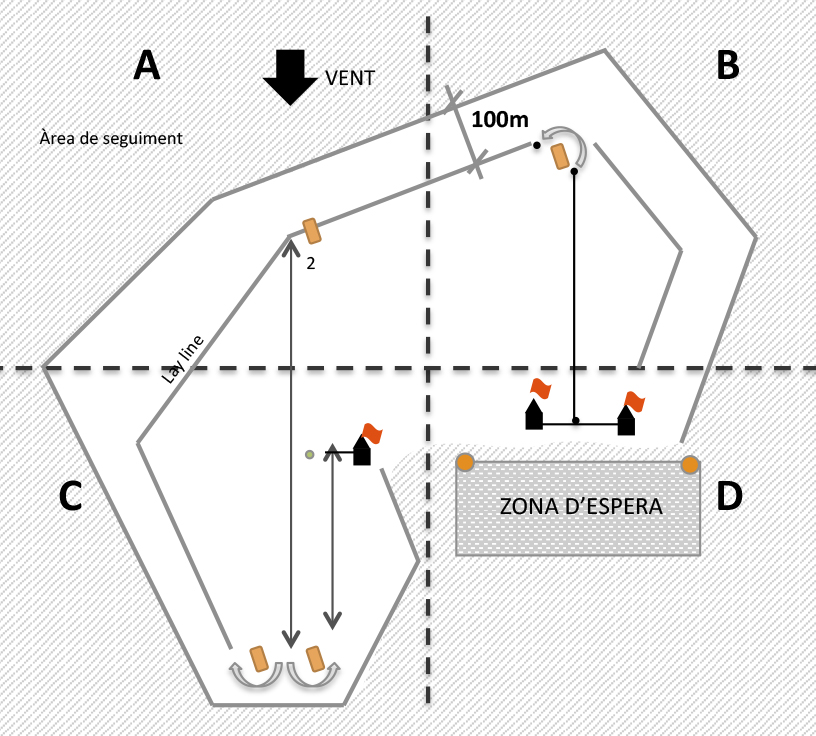 A
VENT
B
Àrea de seguiment
100m
2
Lay line
C
ZONA D’ESPERA
D